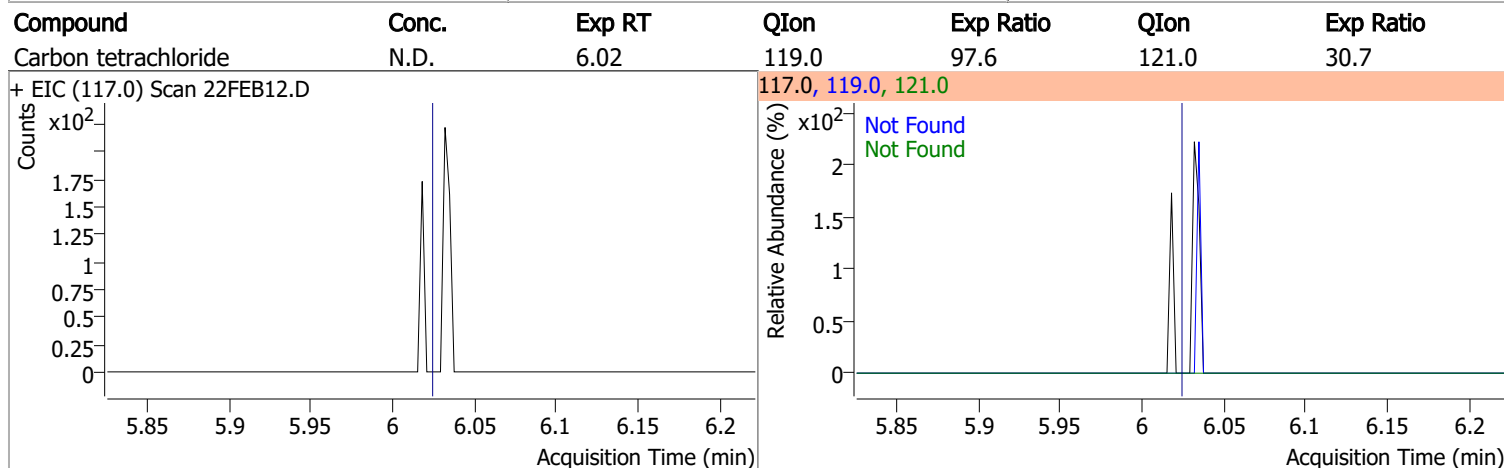 Compound Conc. Exp RT QIon Exp Ratio QIon Exp Ratio
Carbon tetrachloride N.D. 6.02 119.0 97.6 121.0 30.7
+ EIC (117.0) Scan 22FEB12.D
Counts
x10²
1.75
1.5
1.25
1
0.75
0.5
0.25
0
5.85 5.9 5.95 6 6.05 6.1 6.15 6.2
Acquisition Time (min)
117.0, 119.0, 121.0
Relative Abundance (%)
x10²
Not Found
Not Found
2
1.5
1
0.5
0
5.85 5.9 5.95 6 6.05 6.1 6.15 6.2
Acquisition Time (min)